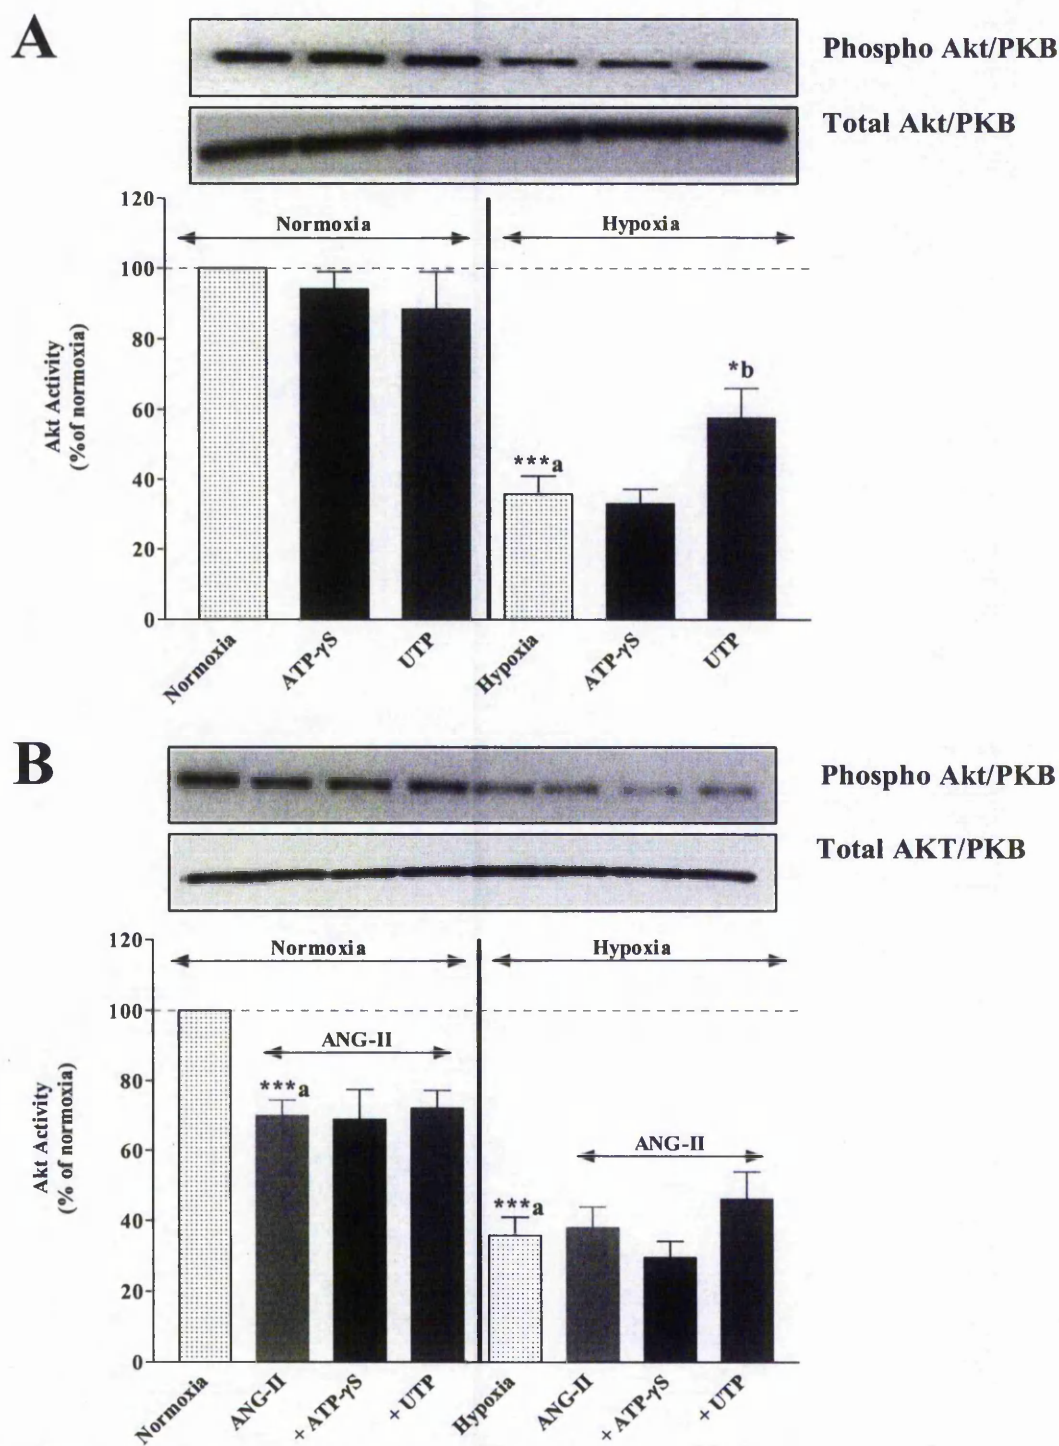 A
Phospho Akt/PKB
Total Akt/PKB
120
100
80
60
40
20
0
Akt Activity
(%of normoxia)
Normoxia
Hypoxia
***a
*b
Normoxia
ATP-γS
UTP
Hypoxia
ATP-γS
UTP
B
Phospho Akt/PKB
Total AKT/PKB
120
100
80
60
40
20
0
Akt Activity
(% of normoxia)
Normoxia
Hypoxia
ANG-II
***a
ANG-II
***a
Normoxia
ANG-II
+ ATP-γS
+ UTP
Hypoxia
ANG-II
+ ATP-γS
+ UTP